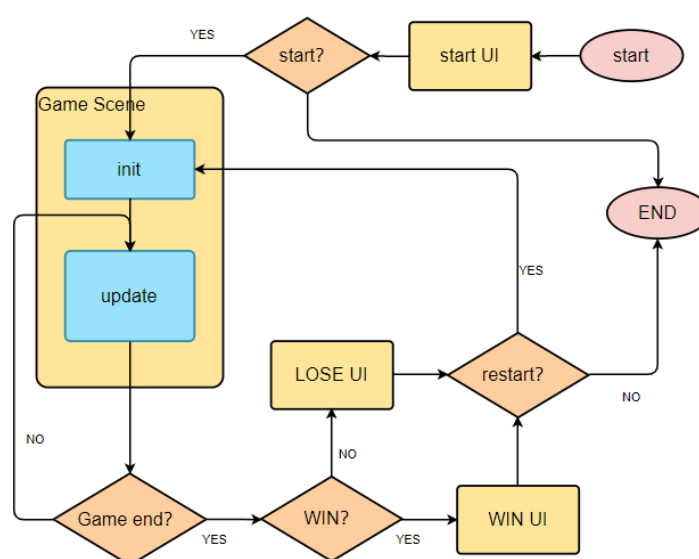 YES
start?
start UI
start
Game Scene
init
END
update
YES
LOSE UI
restart?
NO
NO
NO
Game end?
YES
WIN?
YES
WIN UI